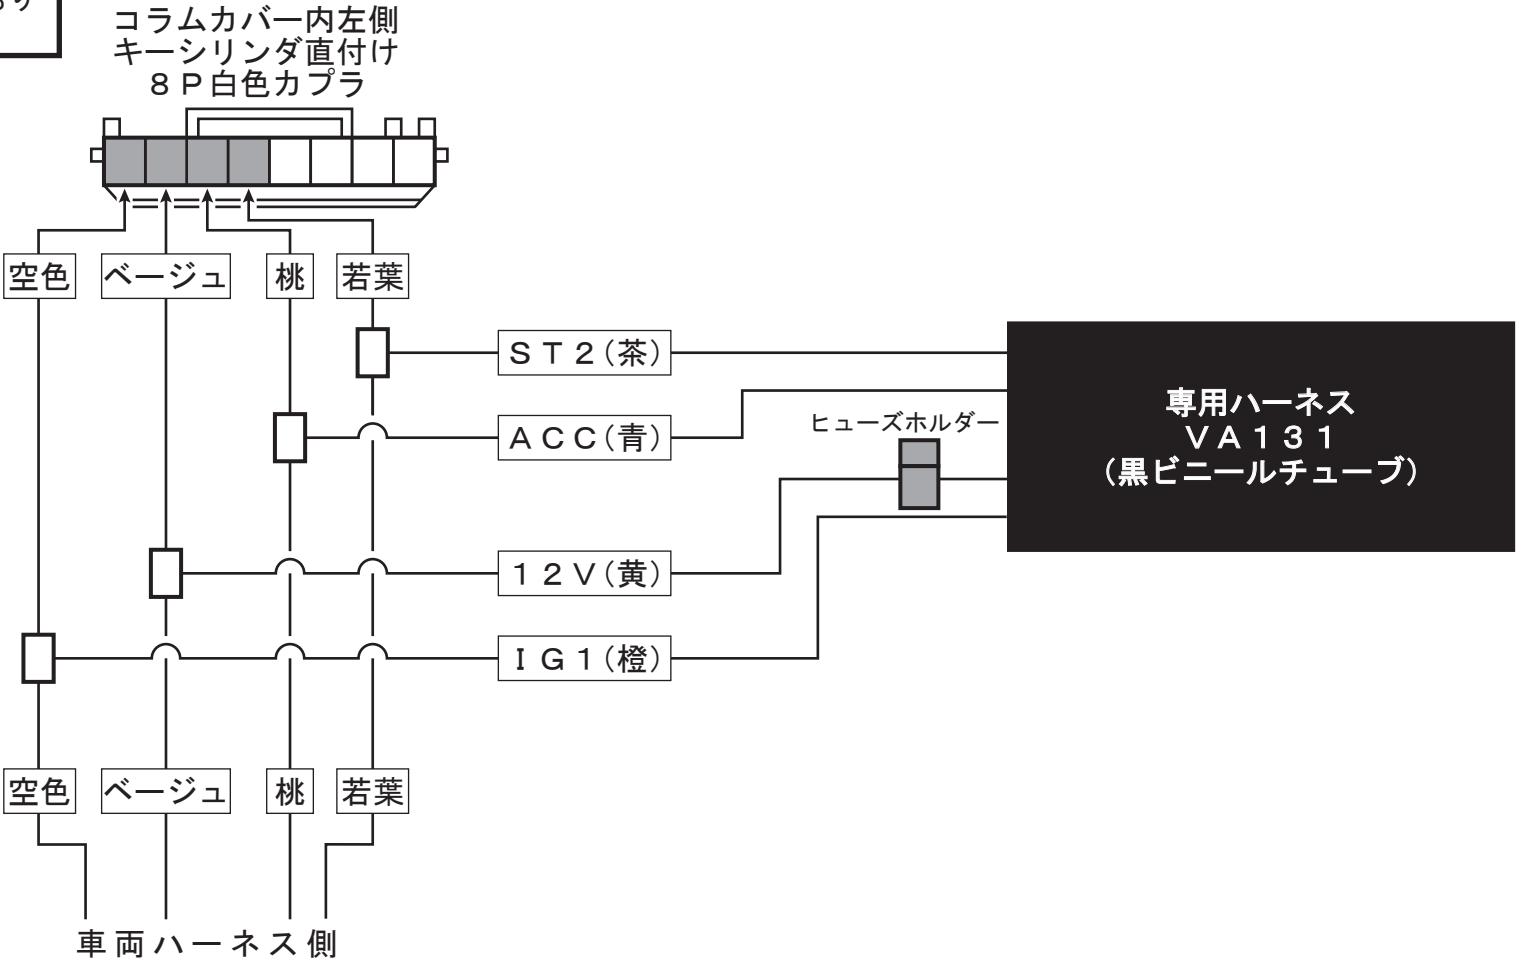 コラムカバー内左側
キーシリンダ直付け
８Ｐ白色カプラ
空色
ベージュ
桃
若葉
ＳＴ２（茶）
ＡＣＣ（青）
ヒューズホルダー
専用ハーネス
ＶＡ１３１
（黒ビニールチューブ）
１２Ｖ（黄）
ＩＧ１（橙）
空色
ベージュ
桃
若葉
車両ハーネス側